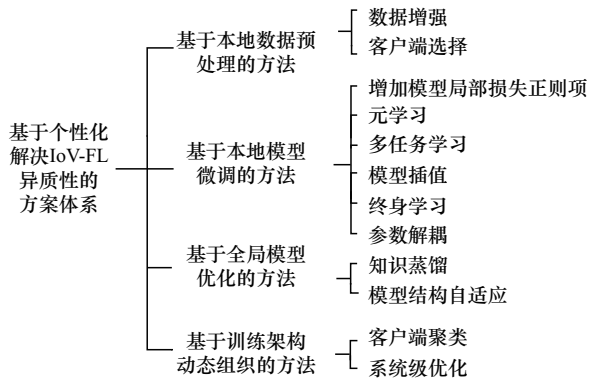 基于个性化
解决IoV-FL
异质性的
方案体系
基于本地数据预
处理的方法
数据增强
客户端选择
基于本地模型
微调的方法
增加模型局部损失正则项
元学习
多任务学习
模型插值
终身学习
参数解耦
基于全局模型
优化的方法
知识蒸馏
模型结构自适应
基于训练架构
动态组织的方法
客户端聚类
系统级优化